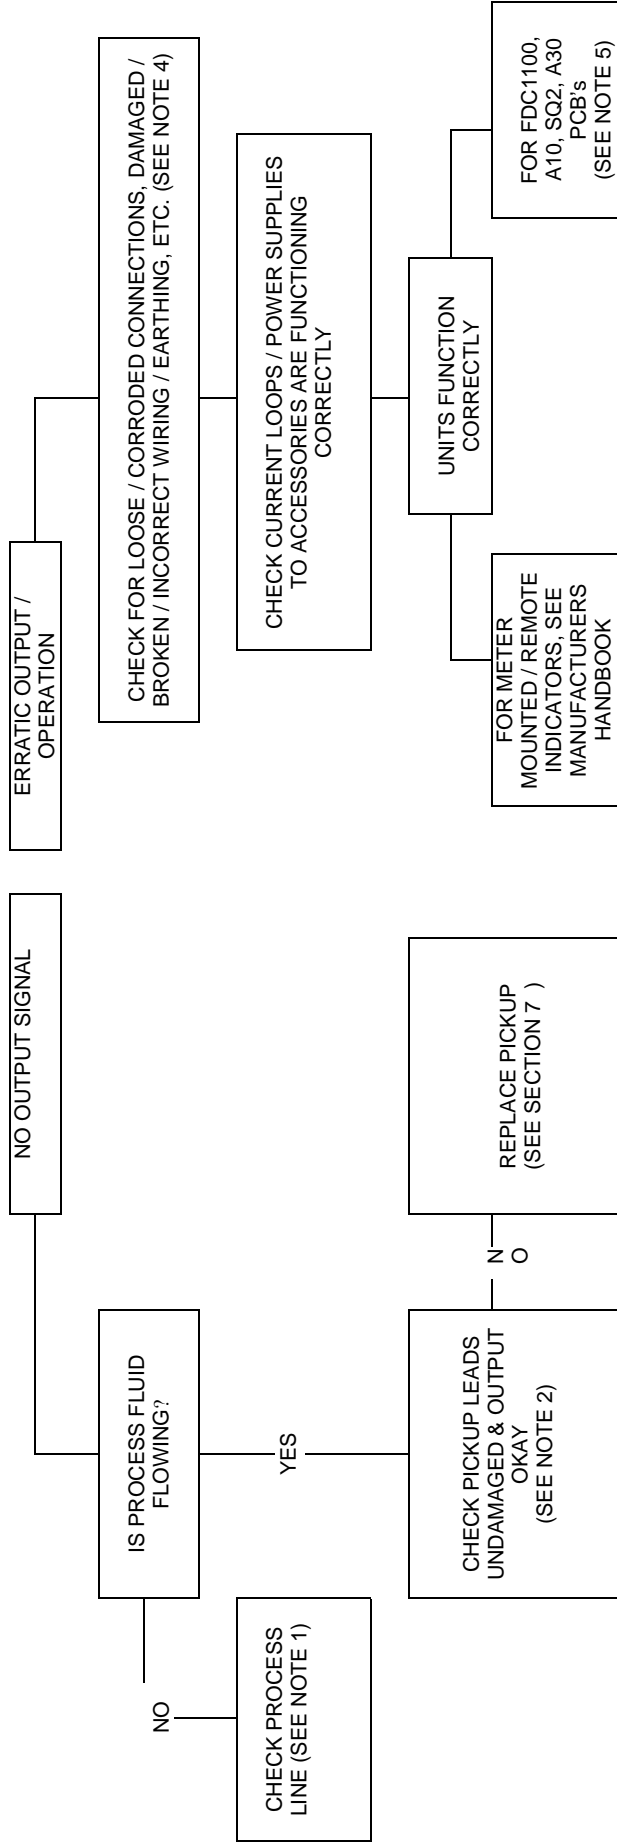 NO OUTPUT SIGNAL
IS PROCESS FLUID
FLOWING?
NO
CHECK PROCESS
LINE (SEE NOTE 1)
YES
CHECK PICKUP LEADS
UNDAMAGED & OUTPUT
OKAY
(SEE NOTE 2)
N
O
REPLACE PICKUP
(SEE SECTION 7 )
ERRATIC OUTPUT /
OPERATION
CHECK FOR LOOSE / CORRODED CONNECTIONS, DAMAGED /
BROKEN / INCORRECT WIRING / EARTHING, ETC. (SEE NOTE 4)
CHECK CURRENT LOOPS / POWER SUPPLIES
TO ACCESSORIES ARE FUNCTIONING
CORRECTLY
UNITS FUNCTION
CORRECTLY
FOR METER
MOUNTED / REMOTE
INDICATORS, SEE
MANUFACTURERS
HANDBOOK
FOR FDC1100,
A10, SQ2, A30
PCB's
(SEE NOTE 5)